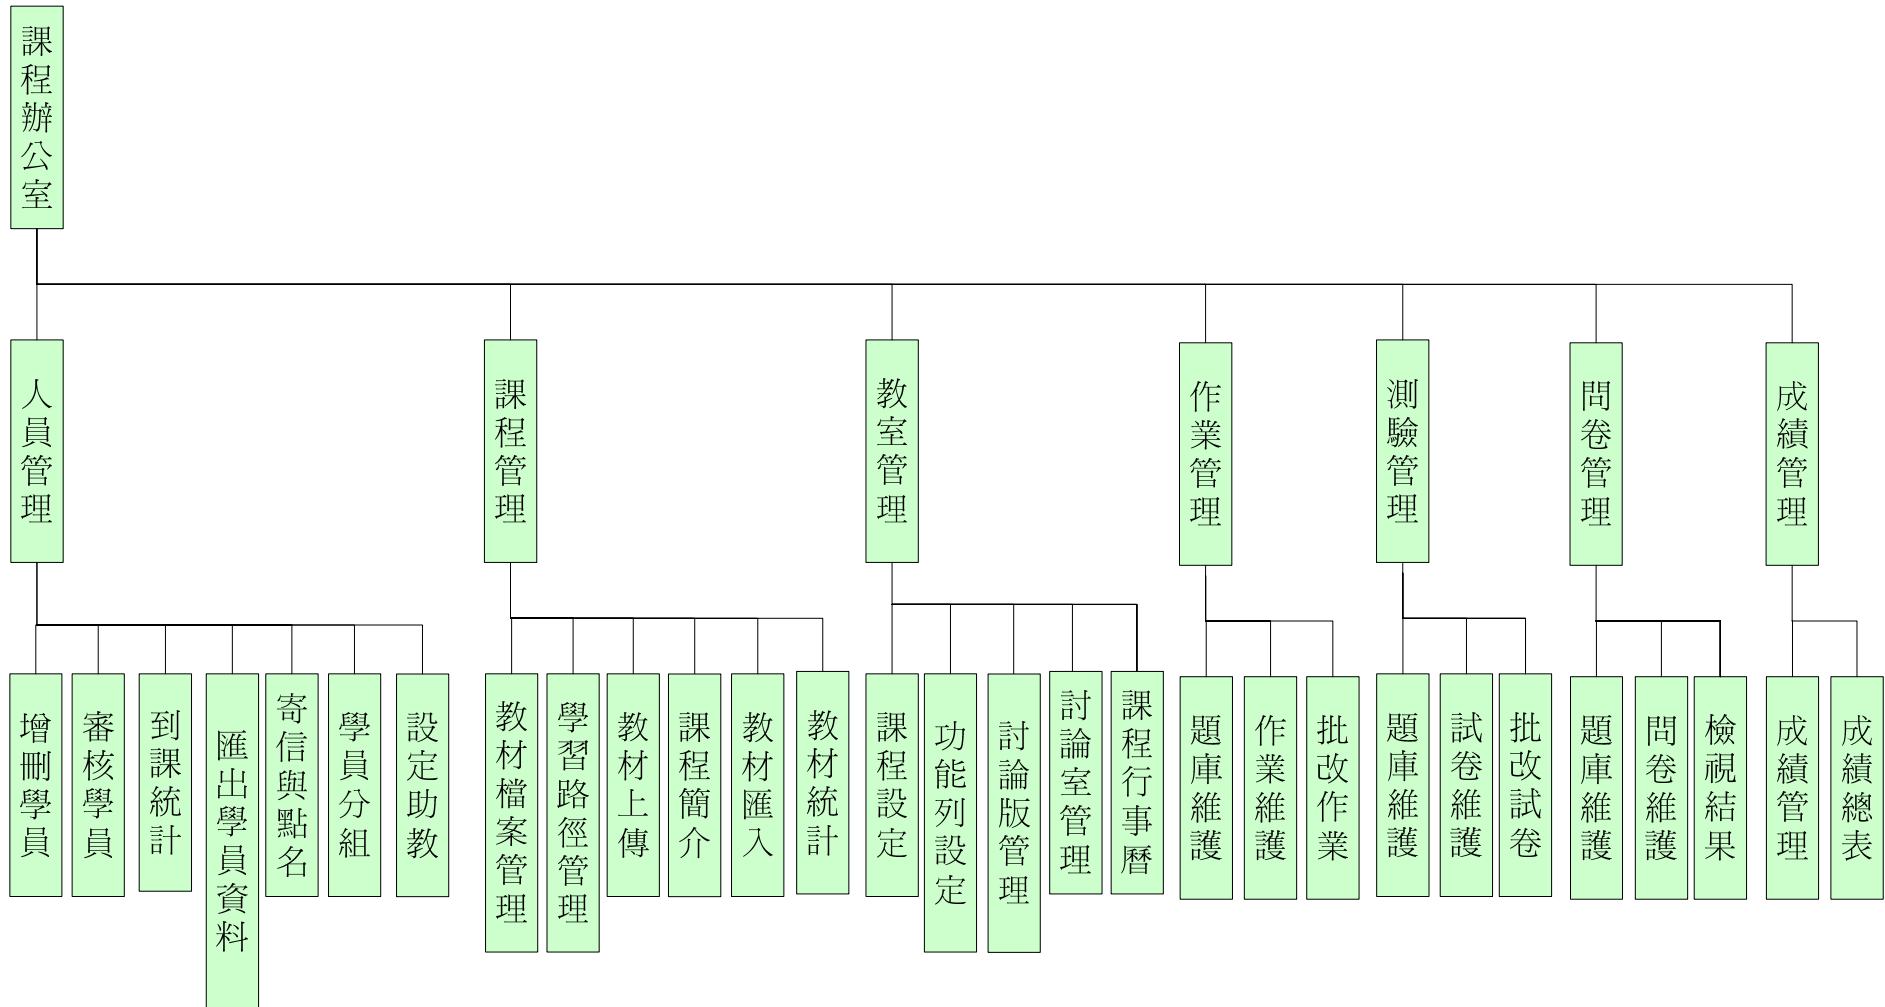 課程辦公室
人員管理
課程管理
教室管理
作業管理
測驗管理
問卷管理
成績管理
增刪學員
審核學員
到課統計
匯出學員資料
寄信與點名
學員分組
設定助教
教材檔案管理
學習路徑管理
教材上傳
課程簡介
教材匯入
教材統計
課程設定
功能列設定
討論版管理
討論室管理
課程行事曆
題庫維護
作業維護
批改作業
題庫維護
試卷維護
批改試卷
題庫維護
問卷維護
檢視結果
成績管理
成績總表